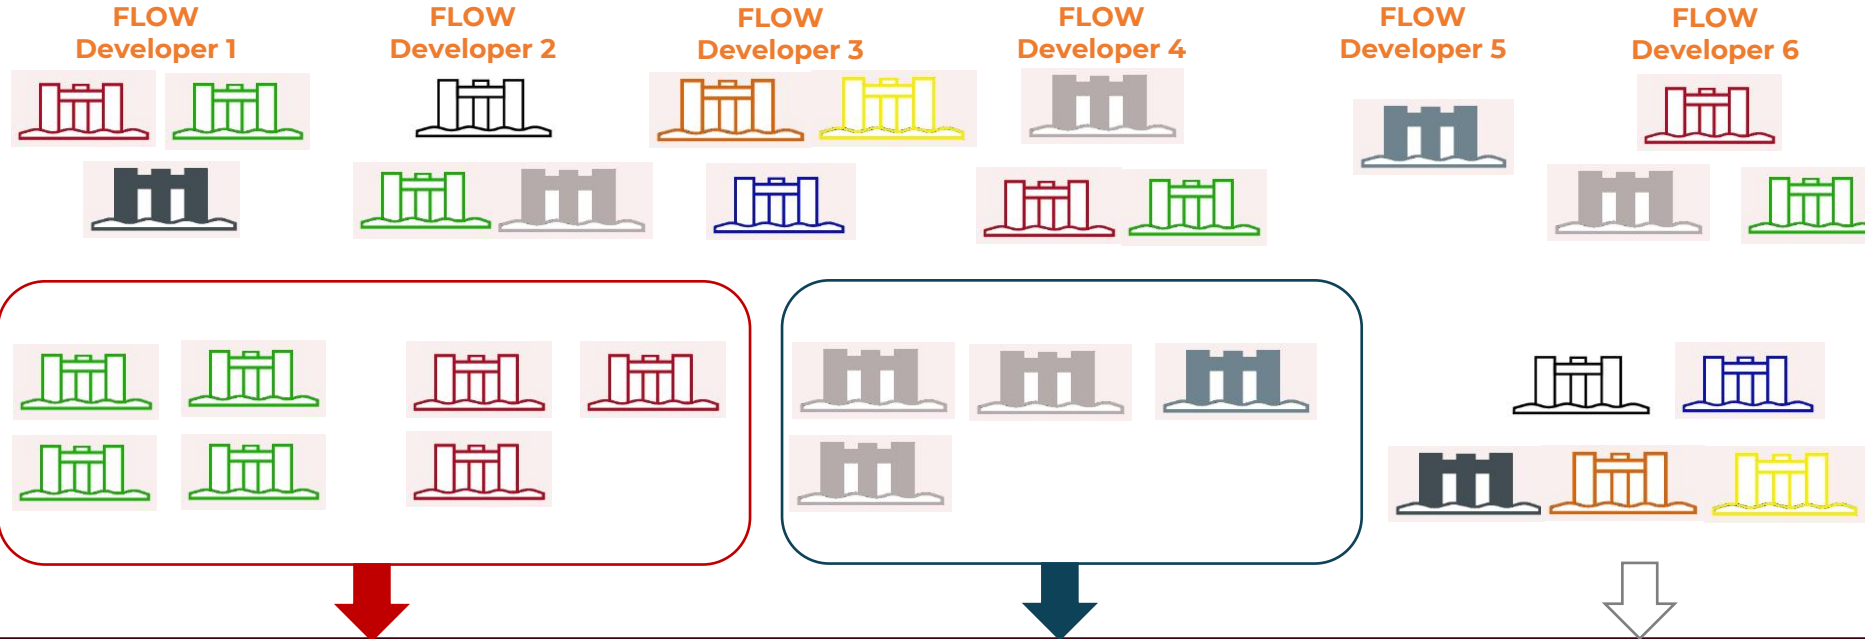 FLOW
Developer 1
FLOW
Developer 2
FLOW
Developer 3
FLOW
Developer 4
FLOW
Developer 5
FLOW
Developer 6